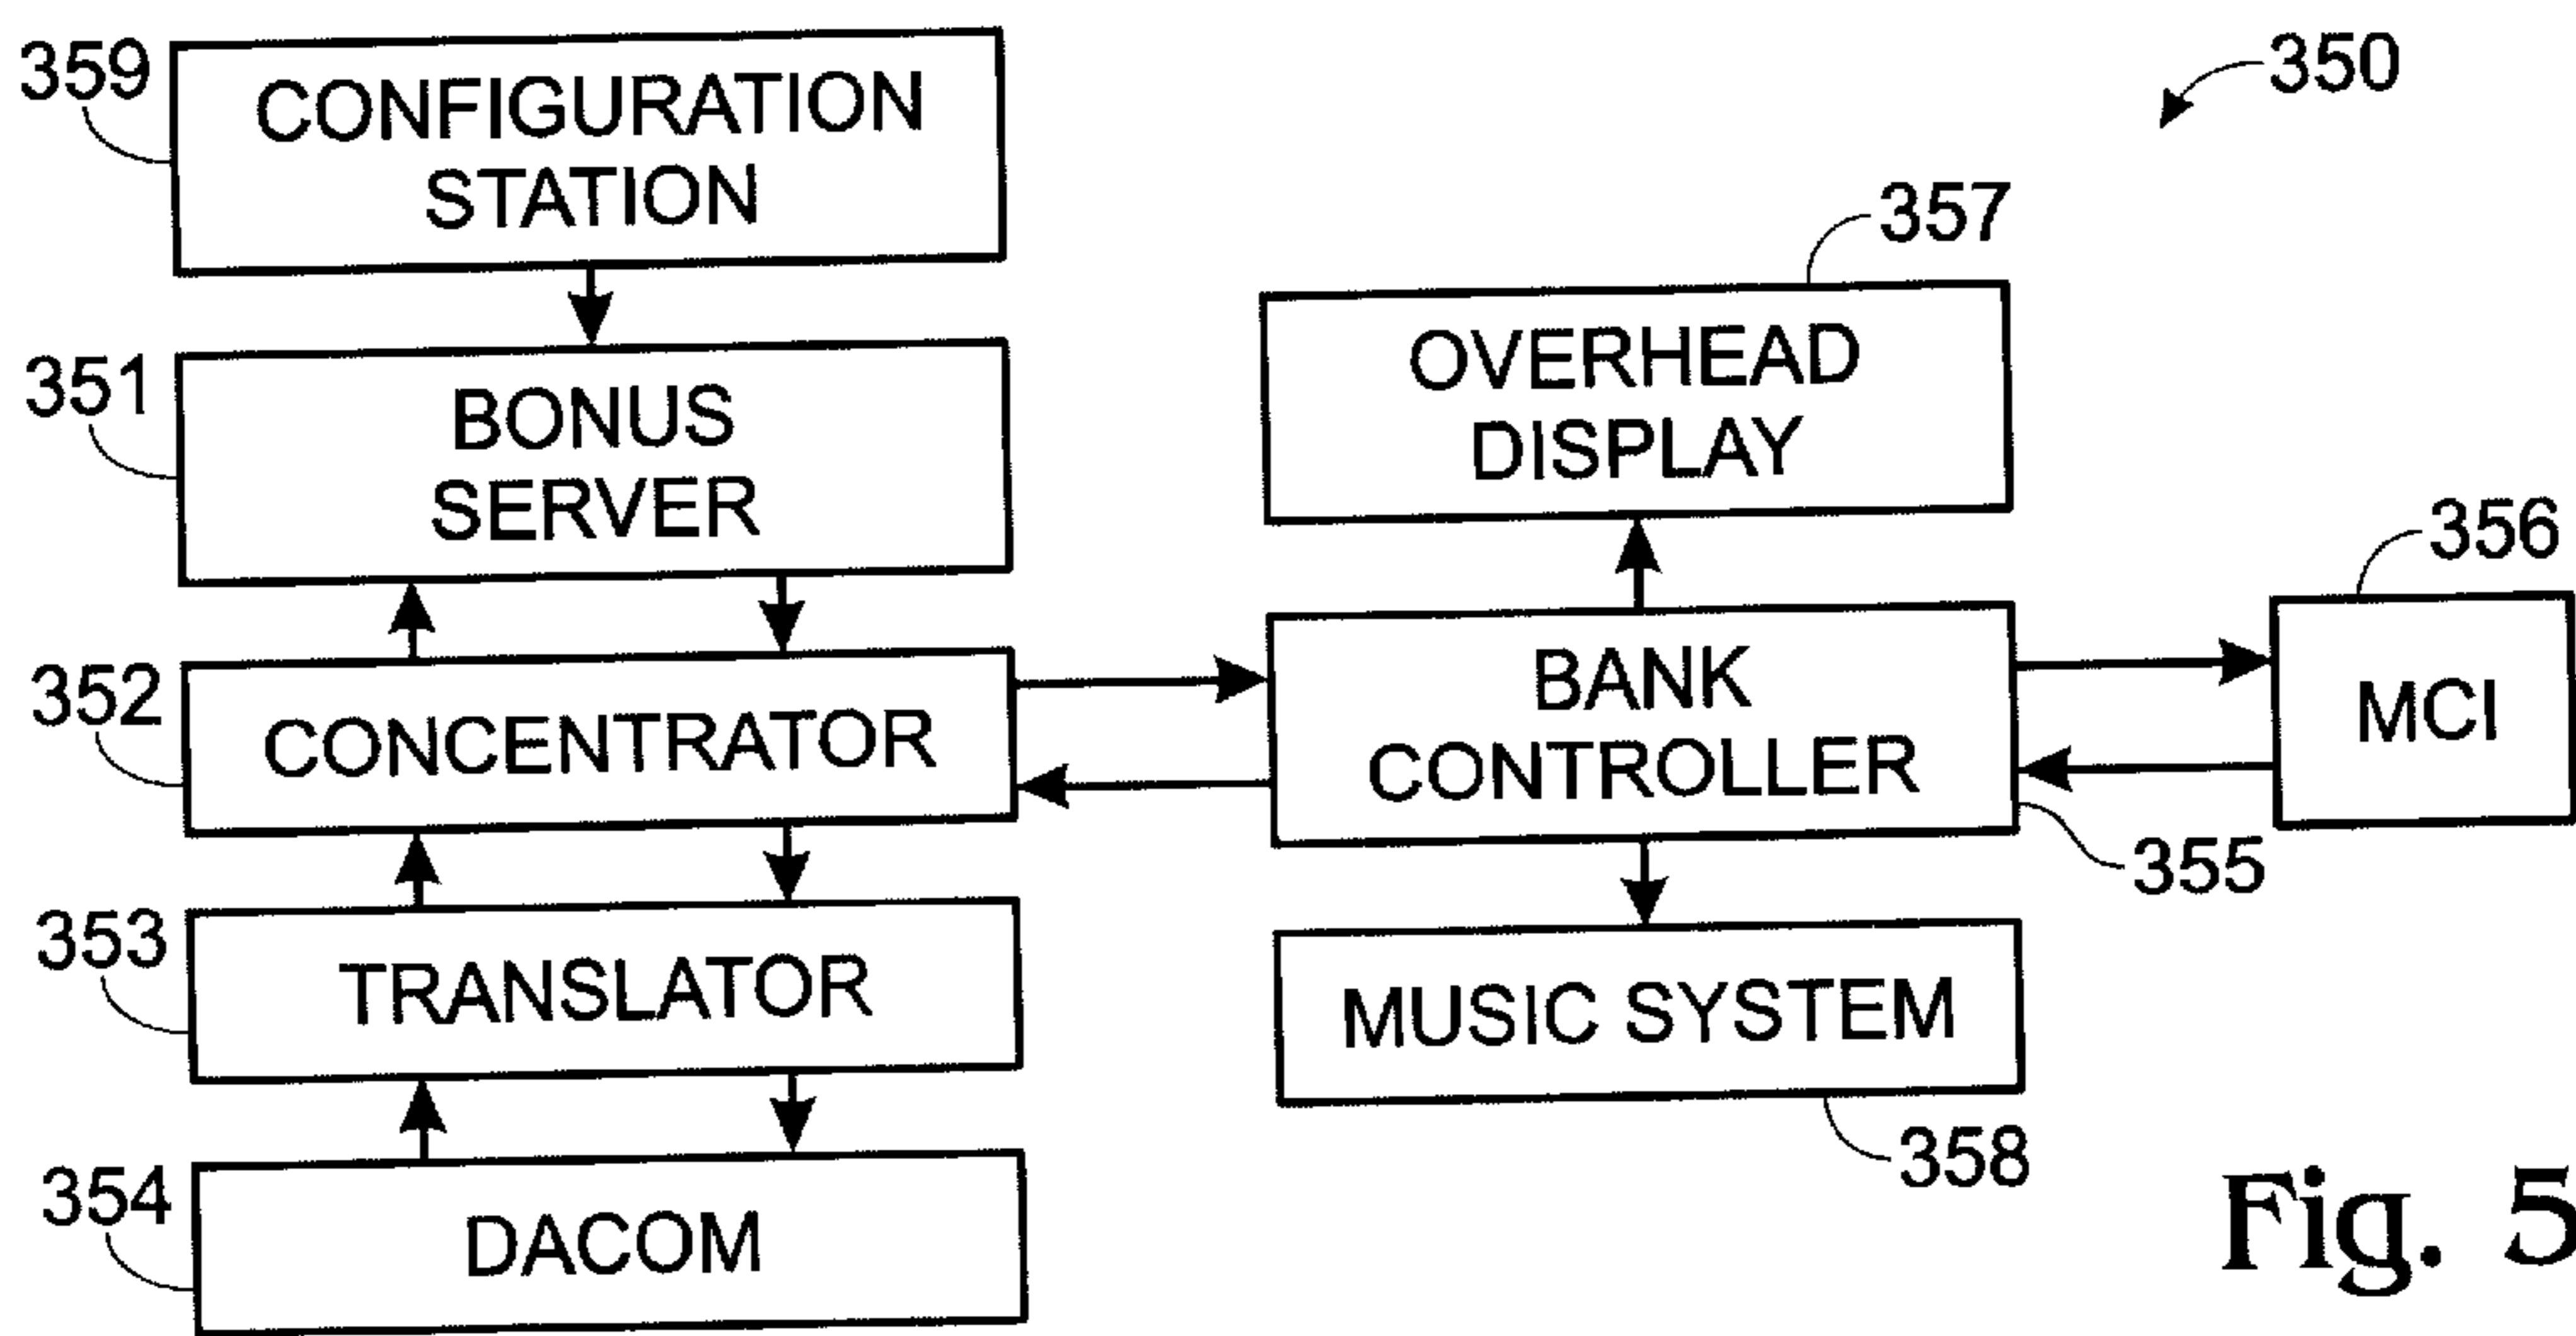 359
CONFIGURATION
STATION
350
351
BONUS
SERVER
357
OVERHEAD
DISPLAY
352
CONCENTRATOR
BANK
CONTROLLER
355
356
MCI
353
TRANSLATOR
MUSIC SYSTEM
358
354
DACOM
Fig. 5